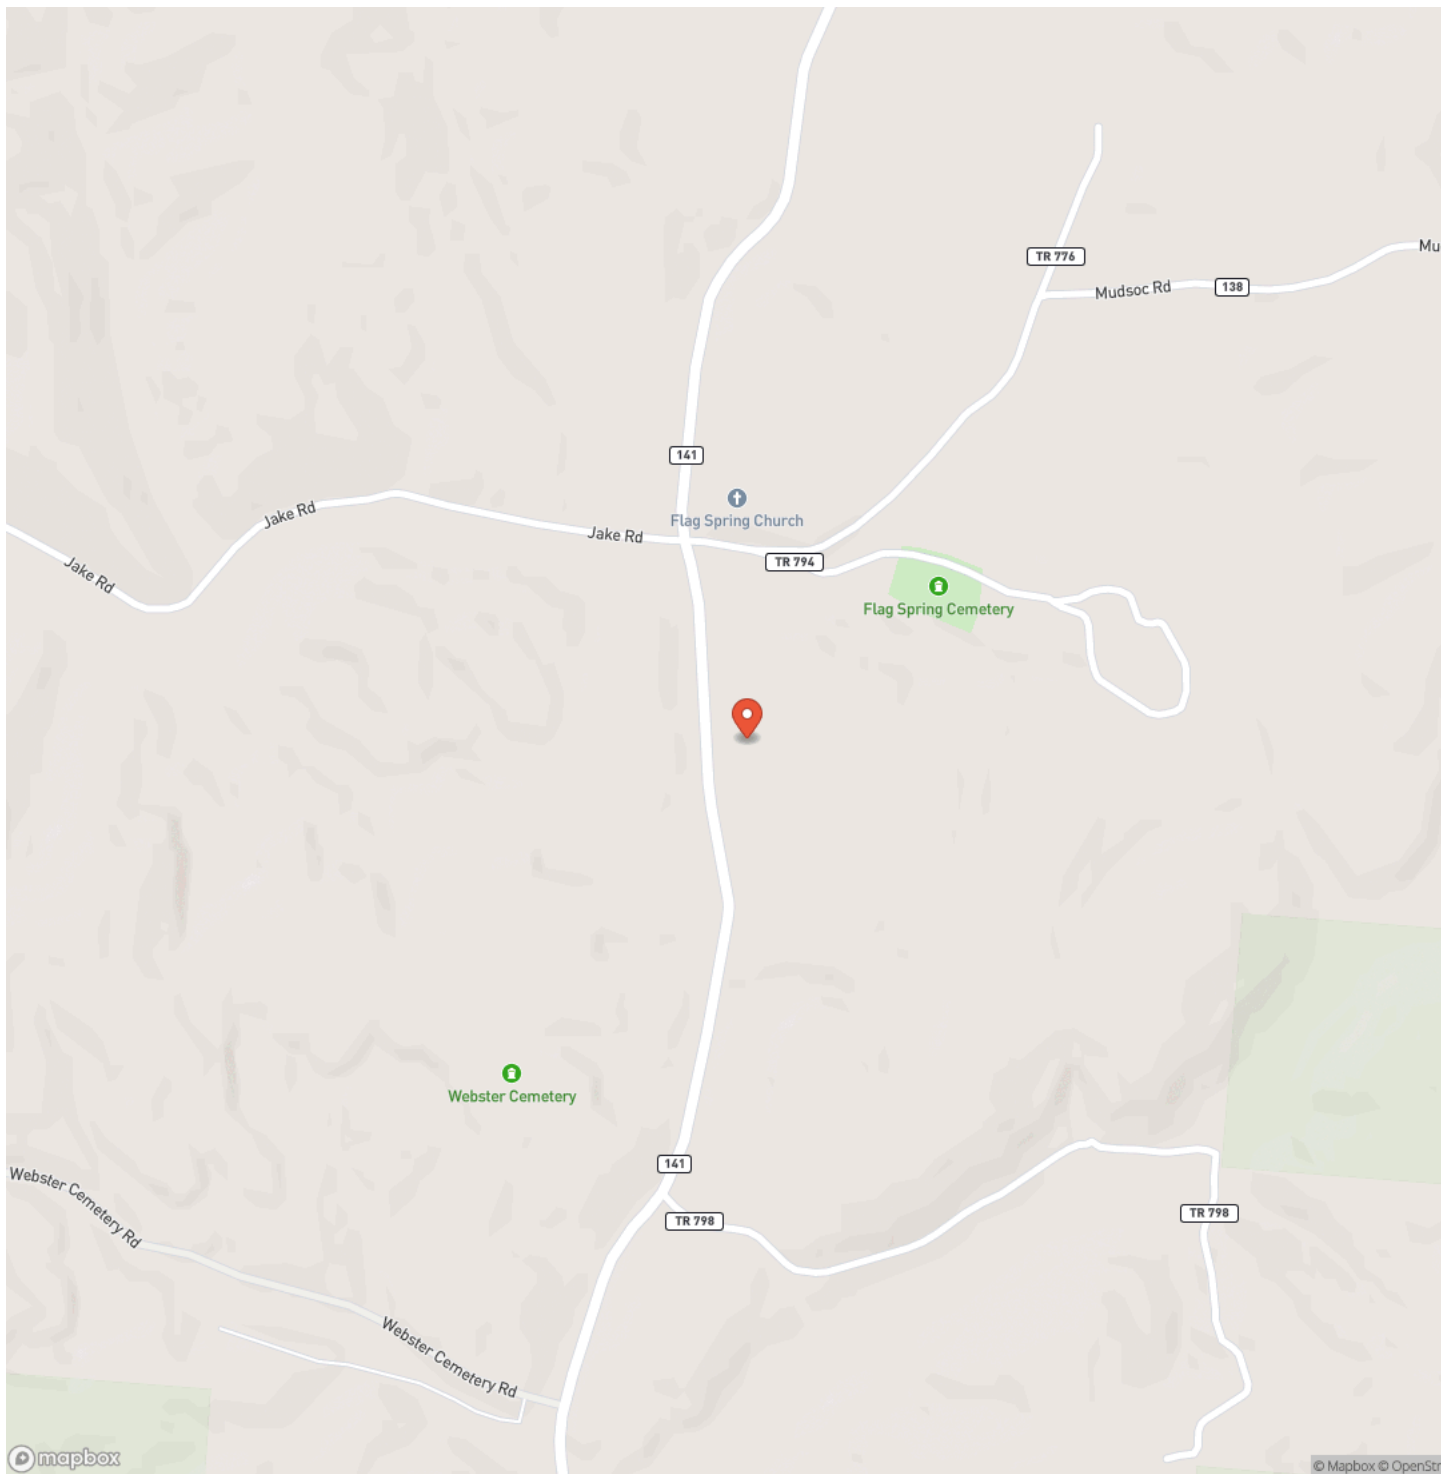 TR 776
Mu
Mudsoc Rd
138
141
Flag Spring Church
Jake Rd
Jake Rd
TR 794
Jake Rd
Flag Spring Cemetery
Webster Cemetery
141
Webster Cemetery Rd
TR 798
TR 798
Webster Cemetery Rd
mapbox
© Mapbox © OpenStr